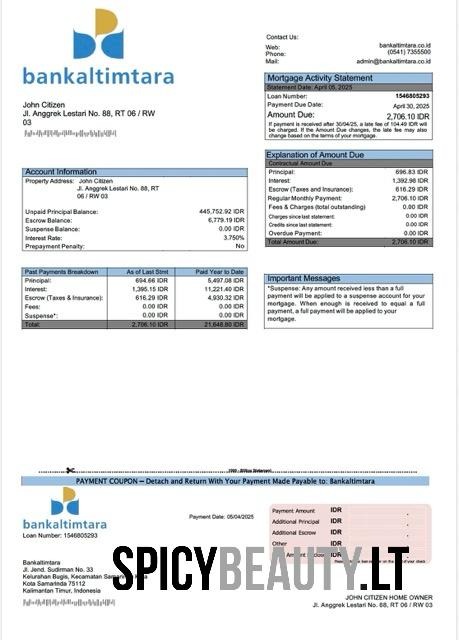 bankaltimtara
Contact Us:
Web: bankaltimtara.co.id
Phone: (0541) 7355500
Mail: admin@bankaltimtara.co.id
John Citizen
Jl. Anggrek Lestari No. 88, RT 06 / RW
03
Mortgage Activity Statement
Statement Date: April 05, 2025
Loan Number: 1546805293
Payment Due Date: April 30, 2025
Amount Due: 2,706.10 IDR
If payment is received after 30/04/25, a late fee of 104.49 IDR will
be charged. If the Amount Due changes, the late fee may also
change based on the terms of your mortgage.
Explanation of Amount Due
Contractual Amount Due
Principal: 696.83 IDR
Interest: 1,392.98 IDR
Escrow (Taxes and Insurance): 616.29 IDR
Regular Monthly Payment: 2,706.10 IDR
Fees & Charges (total outstanding) 0.00 IDR
Charges since last statement: 0.00 IDR
Credits since last statement: 0.00 IDR
Overdue Payment: 0.00 IDR
Total Amount Due: 2,706.10 IDR
Account Information
Property Address: John Citizen
Jl. Anggrek Lestari No. 88, RT
06 / RW 03
Unpaid Principal Balance: 445,752.92 IDR
Escrow Balance: 6,779.19 IDR
Suspense Balance: 0.00 IDR
Interest Rate: 3.750%
Prepayment Penalty: No
Past Payments Breakdown As of Last Stmt Paid Year to Date
Principal: 694.66 IDR 5,497.08 IDR
Interest: 1,395.15 IDR 11,221.40 IDR
Escrow (Taxes & Insurance): 616.29 IDR 4,930.32 IDR
Fees: 0.00 IDR 0.00 IDR
Suspense*: 0.00 IDR 0.00 IDR
Total: 2,706.10 IDR 21,648.80 IDR
Important Messages
*Suspense: Any amount received less than a full
payment will be applied to a suspense account for your
mortgage. When enough is received to equal a full
payment, a full payment will be applied to your
mortgage.
PAYMENT COUPON – Detach and Return With Your Payment Made Payable to: Bankaltimtara
bankaltimtara
Loan Number: 1546805293
Payment Date: 05/04/2025
Payment Amount IDR
Additional Principal IDR
Additional Escrow IDR
Other IDR
Amount IDR
Bankaltimtara
Jl. Jend. Sudirman No. 33
Kelurahan Bugis, Kecamatan
Kota Samarinda 75112
Kalimantan Timur, Indonesia
SPICYBEAUTY.LT
JOHN CITIZEN HOME OWNER
Jl. Anggrek Lestari No. 88, RT 06 / RW 03